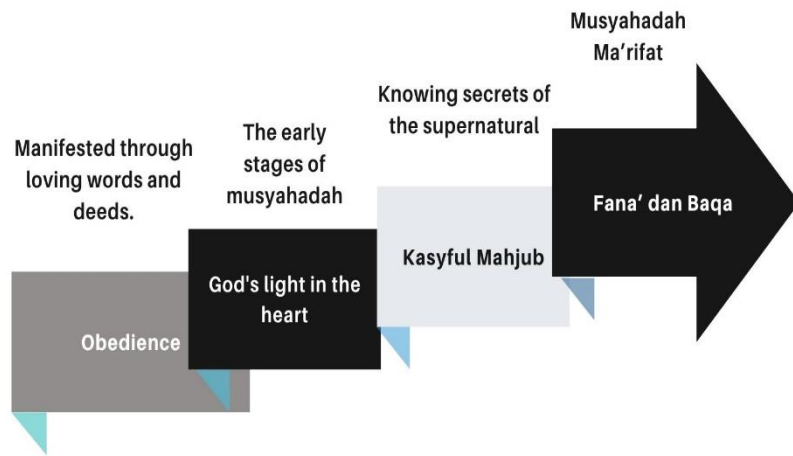 Manifested through
loving words and
deeds.
Obedience
The early
stages of
musyahadah
God's light in the
heart
Knowing secrets of
the supernatural
Kasyful Mahjub
Musyahadah
Ma’rifat
Fana’ dan Baqa